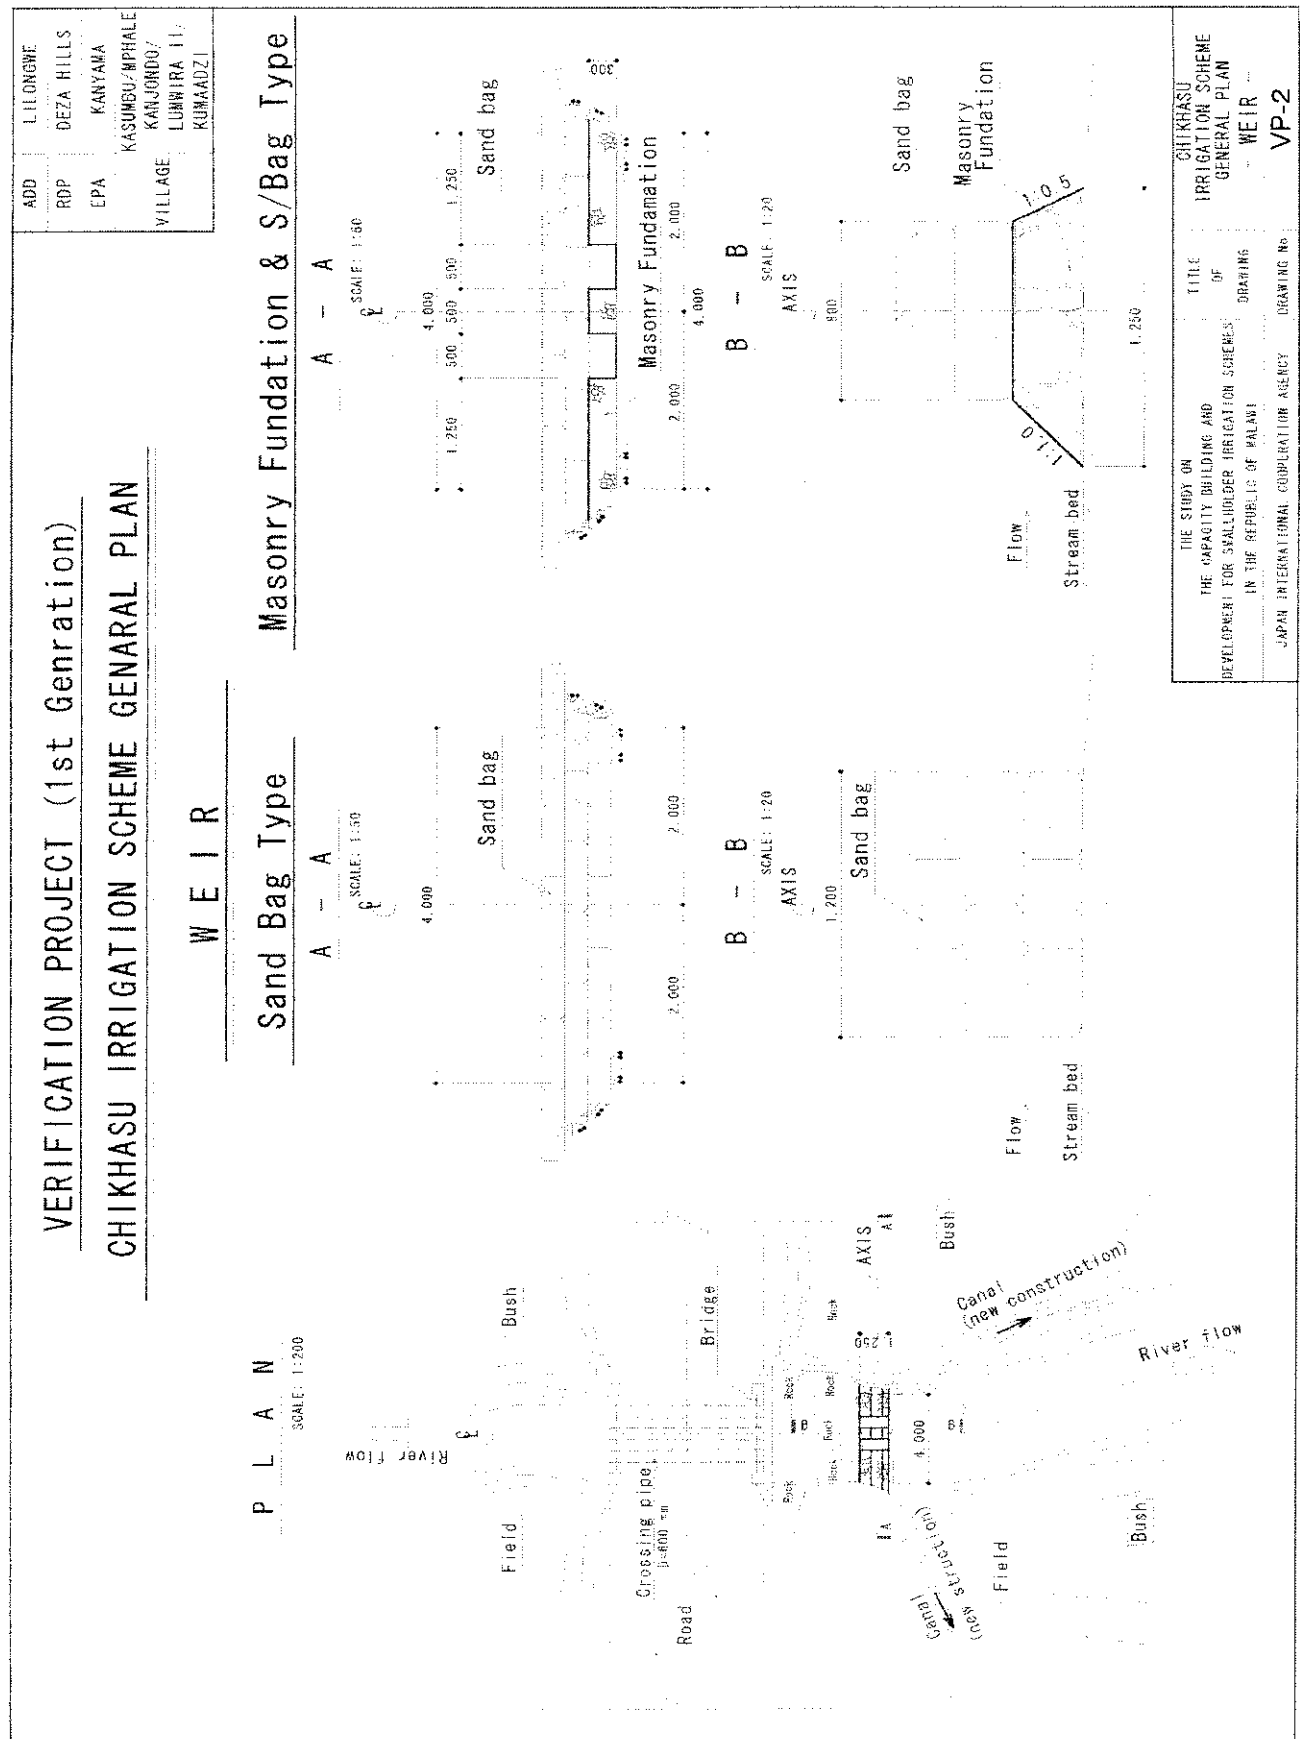 VERIFICATION PROJECT (1st Genration)
CHIKHASU IRRIGATION SCHEME GENARAL PLAN
ADD LILONGWE
RDP DEZA HILLS
EPA KANYAMA
VILLAGE
KASUMBU/MPHALE
KANJONDO/
LUMWIRA II,
KUMAADZI
W E I R
P L A N
SCALE: 1:200
River flow
℄
Field
Bush
Crossing pipe
Road
Bridge
Rock
Rock
Rock
Rock
Rock
Rock
AXIS
1.250
A
A
B
B
4.000
Canal
(new struction)
Canal
(new construction)
Field
Bush
River flow
Bush
Sand Bag Type
A - A
SCALE: 1:50
℄
4.000
Sand bag
2.000
2.000
B - B
SCALE: 1:20
AXIS
1.200
Sand bag
Flow
Stream bed
Masonry Fundation & S/Bag Type
A - A
SCALE: 1:50
℄
4.000
1.250
500
500
500
1.250
Sand bag
300
Masonry Fundamation
2.000
2.000
4.000
B - B
SCALE: 1:20
AXIS
800
Sand bag
Masonry
Fundation
1:1.0
1:0.5
Flow
Stream bed
1.250
THE STUDY ON
THE CAPACITY BUILDING AND
DEVELOPMENT FOR SMALLHOLDER IRRIGATION SCHEMES
IN THE REPUBLIC OF MALAWI
JAPAN INTERNATIONAL COOPERATION AGENCY
TITLE
OF
DRAWING
CHIKHASU
IRRIGATION SCHEME
GENERAL PLAN
- WEIR -
DRAWING No
VP-2